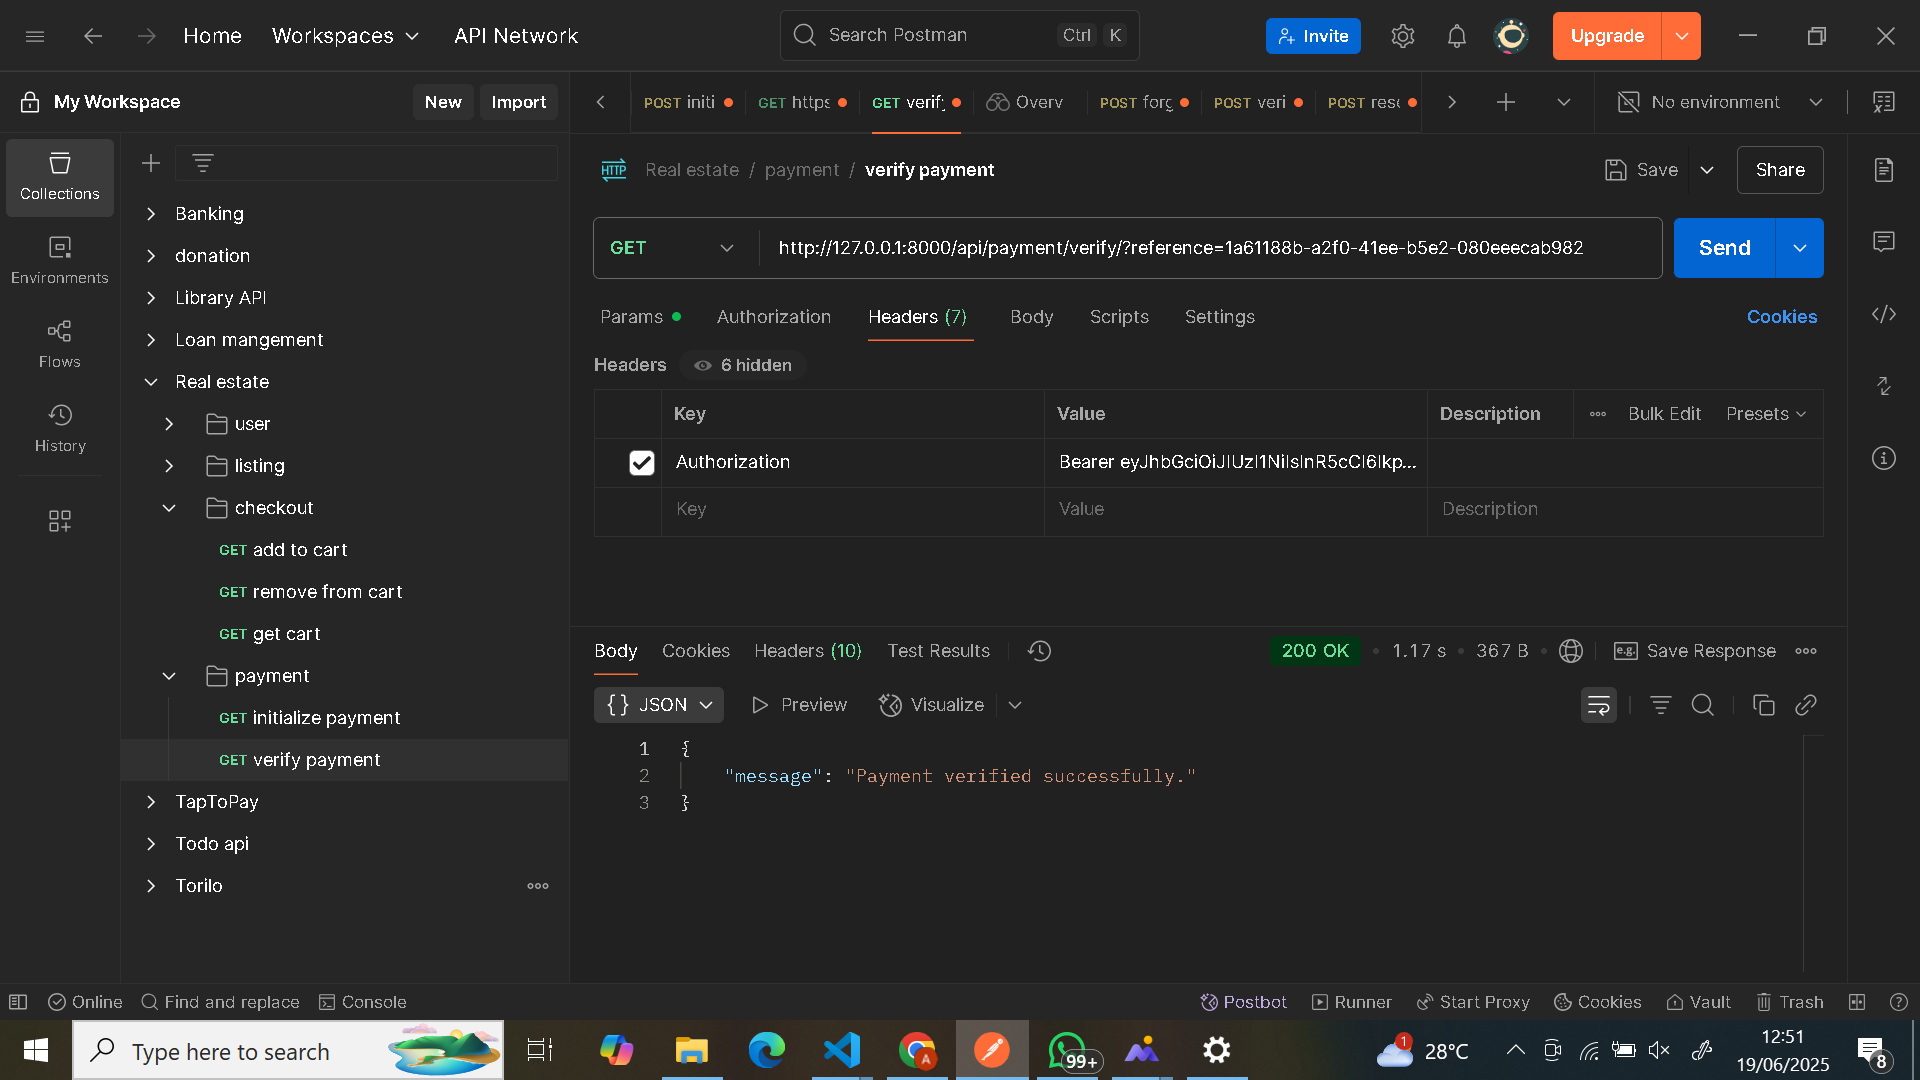 Home Workspaces API Network Search Postman Ctrl K Invite Upgrade
My Workspace New Import
POST initi GET https GET verify Overv POST forg POST veri POST reso No environment
Real estate / payment / verify payment Save Share
GET http://127.0.0.1:8000/api/payment/verify/?reference=1a61188b-a2f0-41ee-b5e2-080eeecab982 Send
Params Authorization Headers (7) Body Scripts Settings Cookies
Headers 6 hidden
Key Value Description Bulk Edit Presets
Authorization Bearer eyJhbGciOiJIUzI1NiIsInR5cCI6Ikp...
Key Value Description
Collections
Environments
Flows
History
Banking
donation
Library API
Loan mangement
Real estate
user
listing
checkout
GET add to cart
GET remove from cart
GET get cart
payment
GET initialize payment
GET verify payment
TapToPay
Todo api
Torilo
Body Cookies Headers (10) Test Results 200 OK 1.17 s 367 B e.g. Save Response
{} JSON Preview Visualize
1 {
2 "message": "Payment verified successfully."
3 }
Online Find and replace Console Postbot Runner Start Proxy Cookies Vault Trash
Type here to search 99+ A 1 28°C 12:51
19/06/2025 8